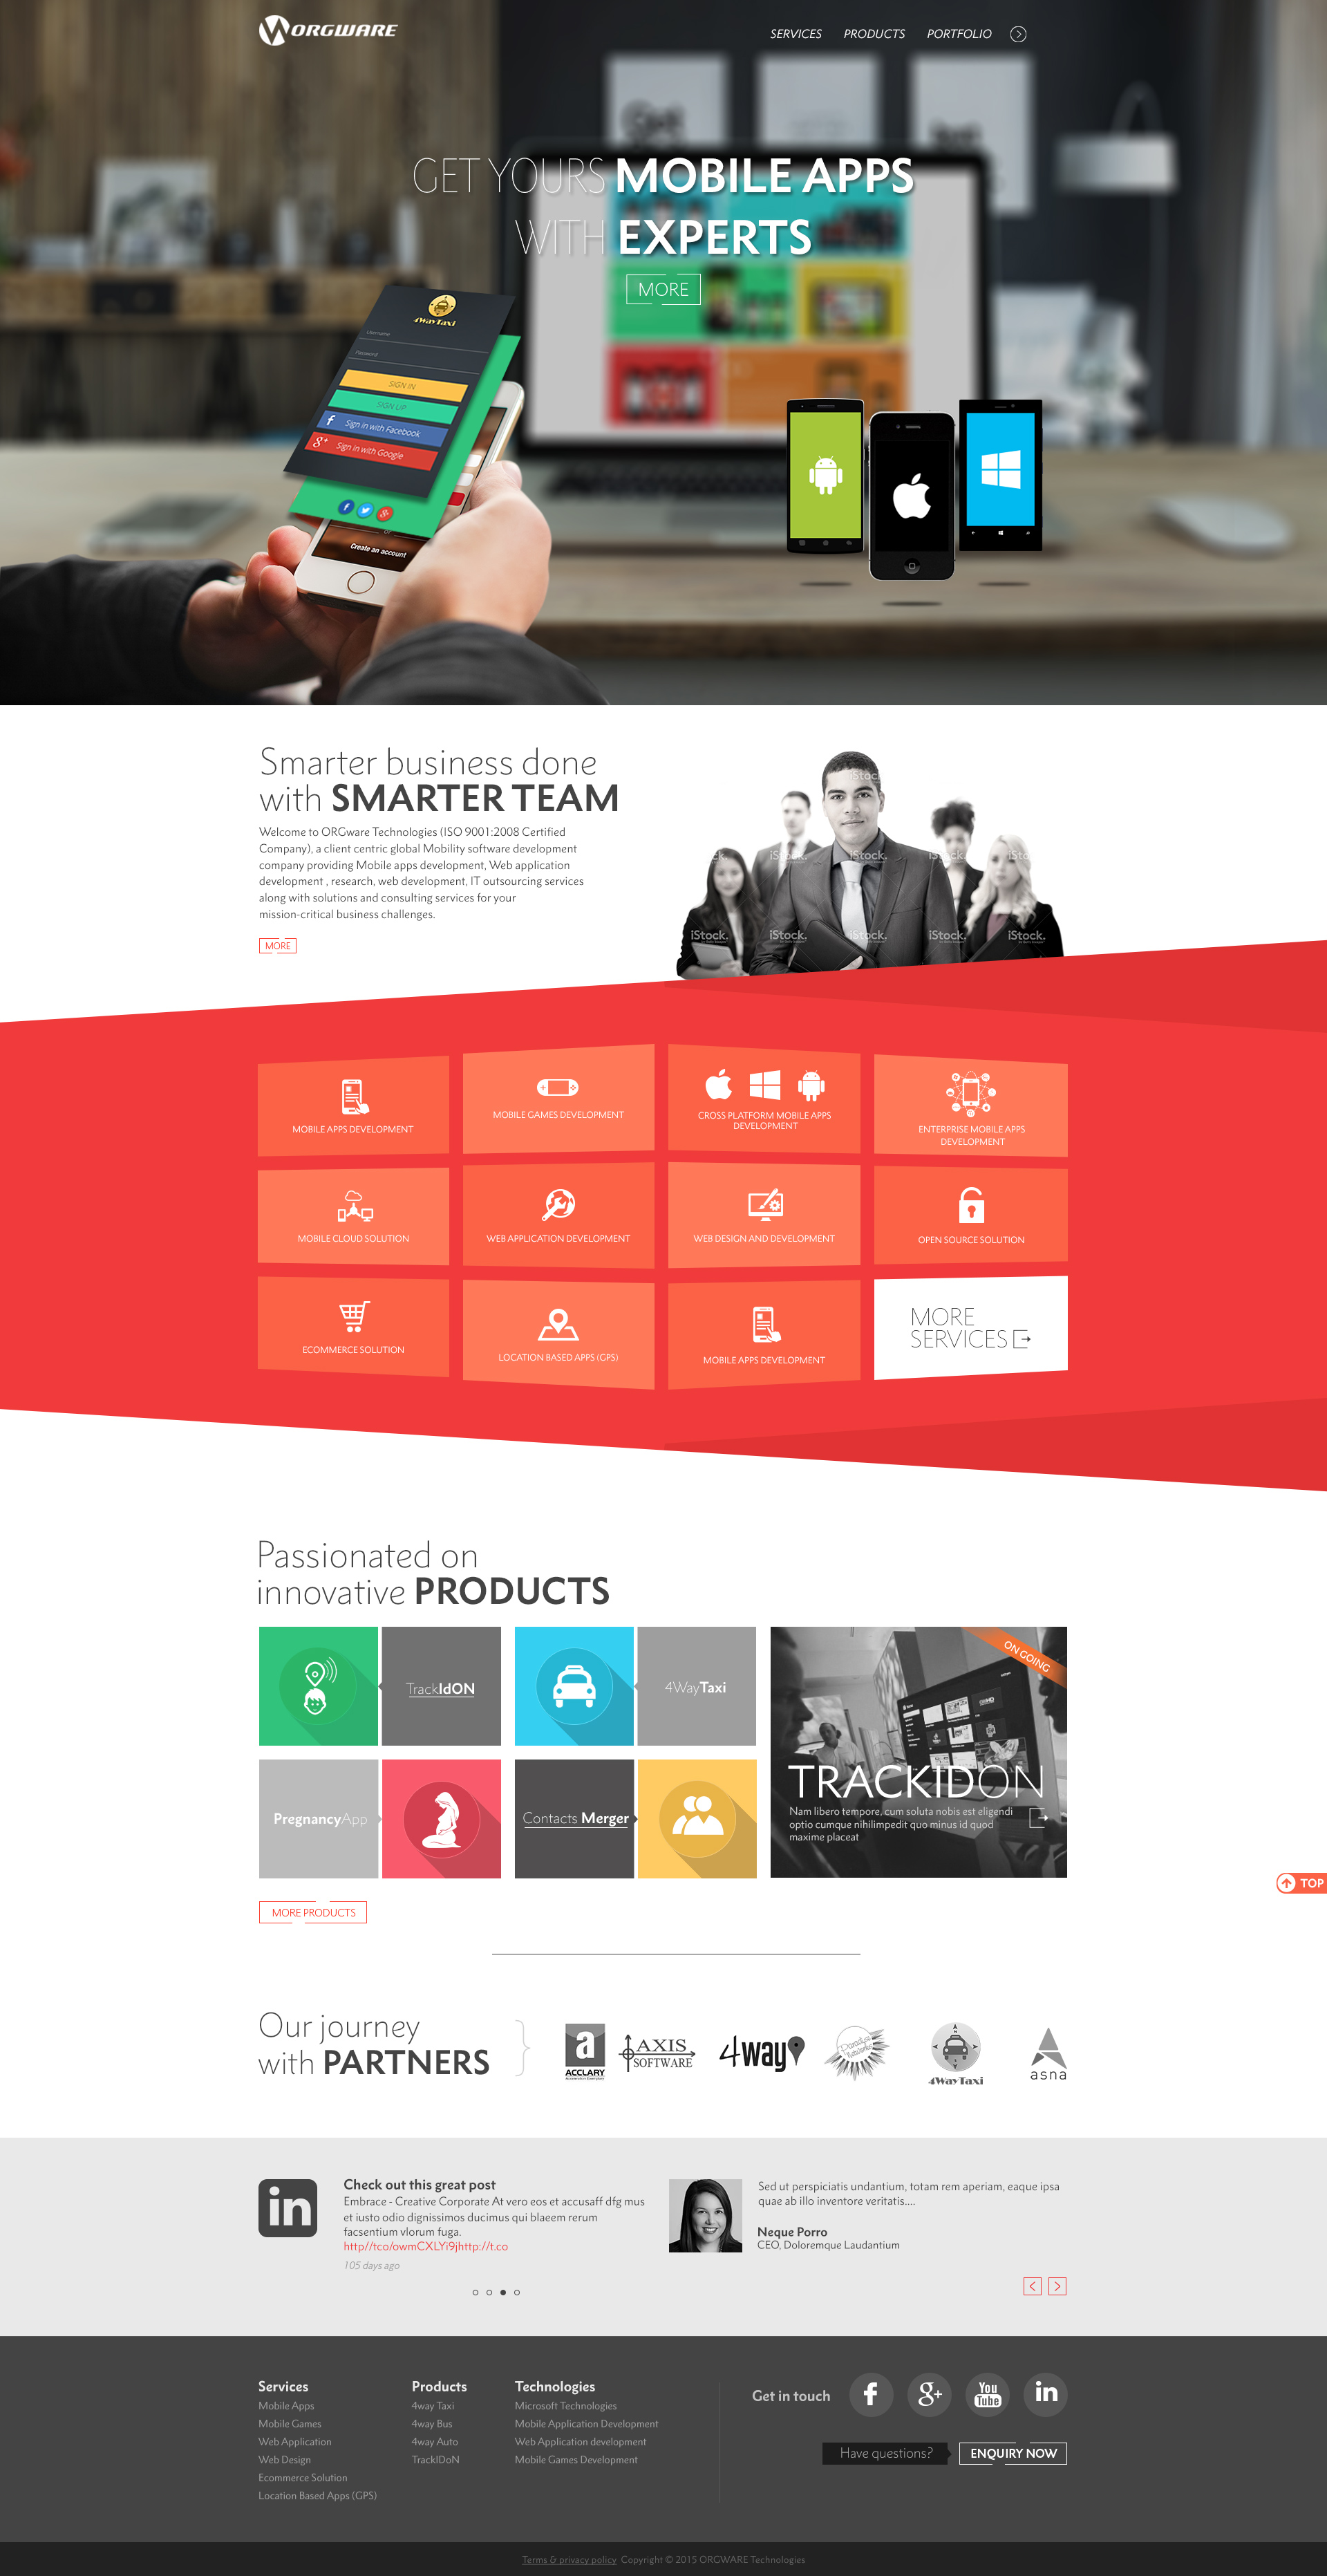 ORGWARE
SERVICES PRODUCTS PORTFOLIO
GET YOURS MOBILE APPS
WITH EXPERTS
MORE
4WayTaxi
Username
Password
SIGN IN
SIGN UP
f Sign in with Facebook
g+ Sign in with Google
OR
Create an account
Smarter business done
with SMARTER TEAM
Welcome to ORGware Technologies (ISO 9001:2008 Certified
Company), a client centric global Mobility software development
company providing Mobile apps development, Web application
development , research, web development, IT outsourcing services
along with solutions and consulting services for your
mission-critical business challenges.
MORE
iStock.
iStock.
iStock.
iStock.
iStock.
iStock.
iStock.
iStock.
MOBILE APPS DEVELOPMENT
MOBILE GAMES DEVELOPMENT
CROSS PLATFORM MOBILE APPS
DEVELOPMENT
ENTERPRISE MOBILE APPS
DEVELOPMENT
MOBILE CLOUD SOLUTION
WEB APPLICATION DEVELOPMENT
WEB DESIGN AND DEVELOPMENT
OPEN SOURCE SOLUTION
ECOMMERCE SOLUTION
LOCATION BASED APPS (GPS)
MOBILE APPS DEVELOPMENT
MORE
SERVICES
Passionated on
innovative PRODUCTS
TrackIdON
4WayTaxi
PregnancyApp
Contacts Merger
ON GOING
TRACKIDON
Nam libero tempore, cum soluta nobis est eligendi
optio cumque nihilimpedit quo minus id quod
maxime placeat
TOP
MORE PRODUCTS
Our journey
with PARTNERS
a
ACCLARY
AXIS
SOFTWARE
4way
4WayTaxi
asna
in
Check out this great post
Embrace - Creative Corporate At vero eos et accusaff dfg mus
et iusto odio dignissimos ducimus qui blaeem rerum
facsentium vlorum fuga.
http//tco/owmCXLYi9jhttp://t.co
105 days ago
Sed ut perspiciatis undantium, totam rem aperiam, eaque ipsa
quae ab illo inventore veritatis....
Neque Porro
CEO, Doloremque Laudantium
Services
Mobile Apps
Mobile Games
Web Application
Web Design
Ecommerce Solution
Location Based Apps (GPS)
Products
4way Taxi
4way Bus
4way Auto
TrackIDoN
Technologies
Microsoft Technologies
Mobile Application Development
Web Application development
Mobile Games Development
Get in touch
f g+ You Tube in
Have questions?
ENQUIRY NOW
Terms & privacy policy Copyright © 2015 ORGWARE Technologies